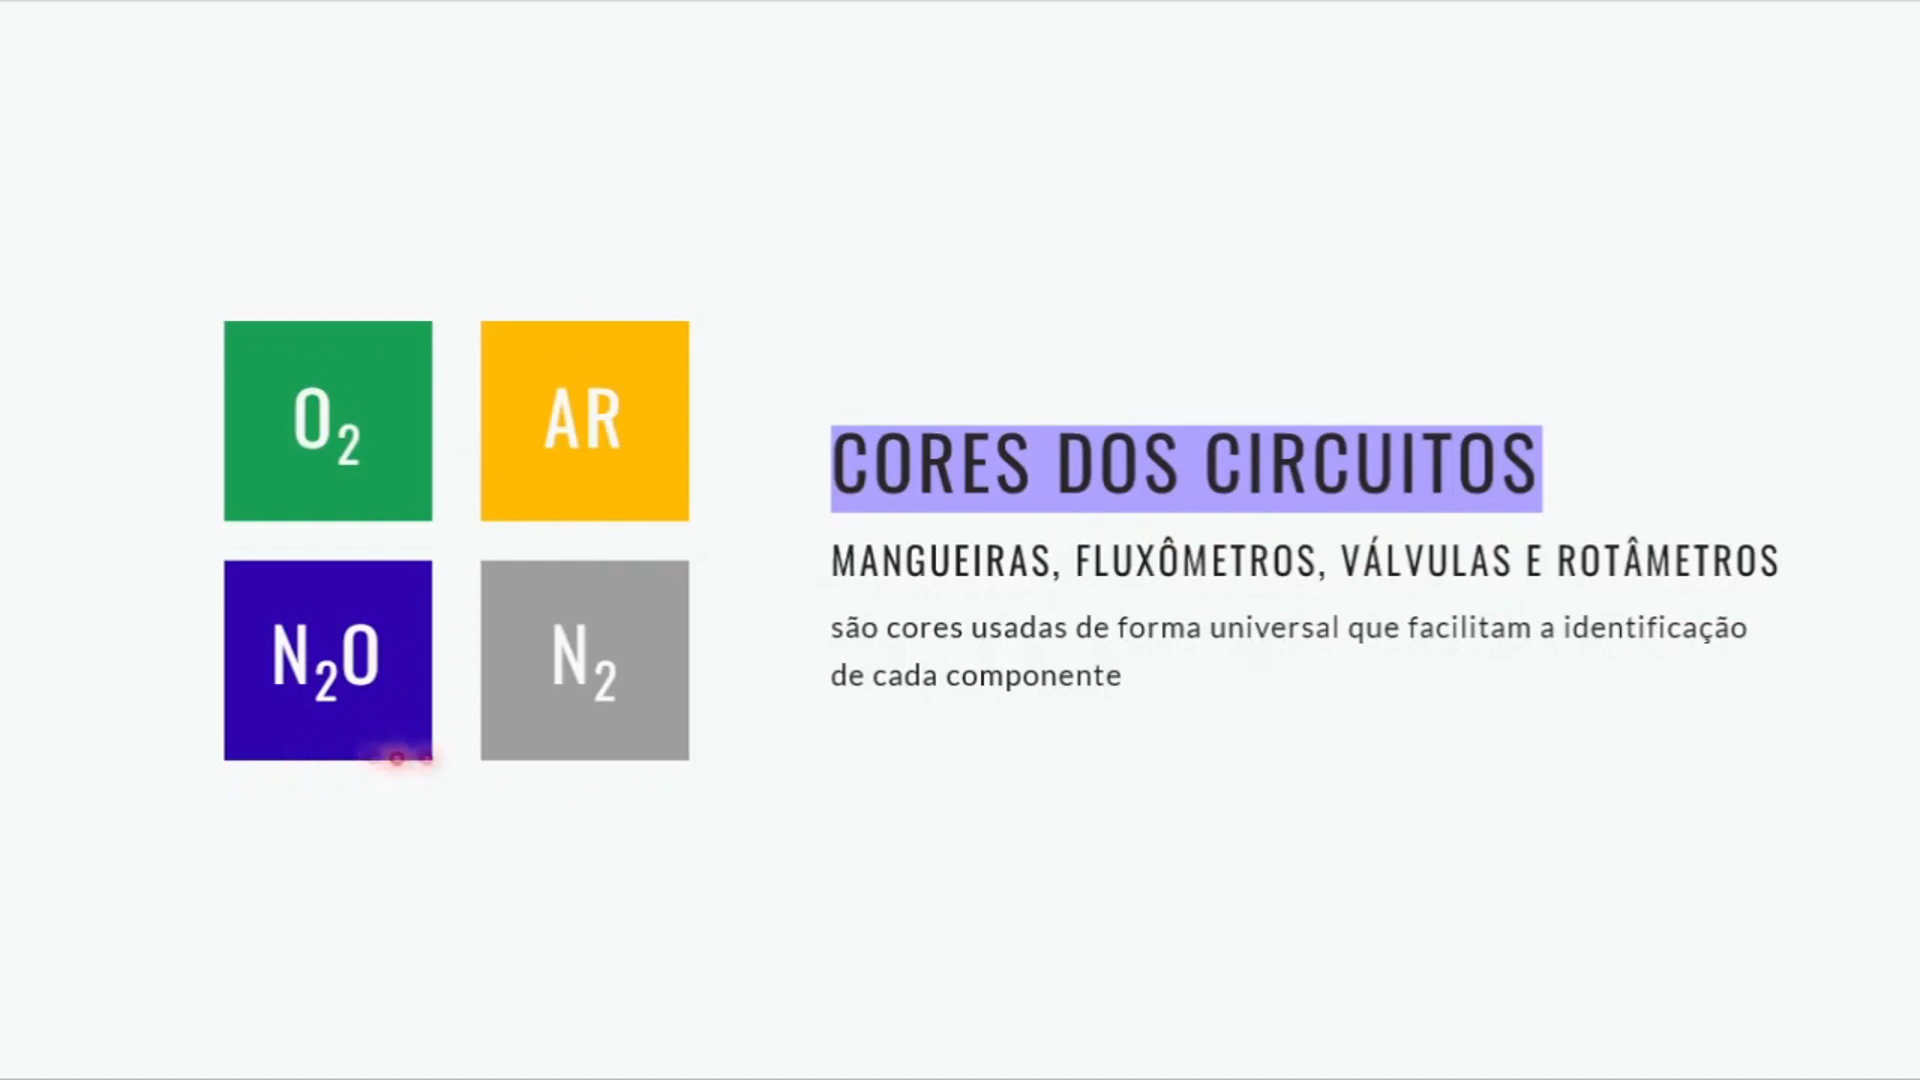 O₂
AR
N₂O
N₂
CORES DOS CIRCUITOS
MANGUEIRAS, FLUXÔMETROS, VÁLVULAS E ROTÂMETROS
são cores usadas de forma universal que facilitam a identificação
de cada componente